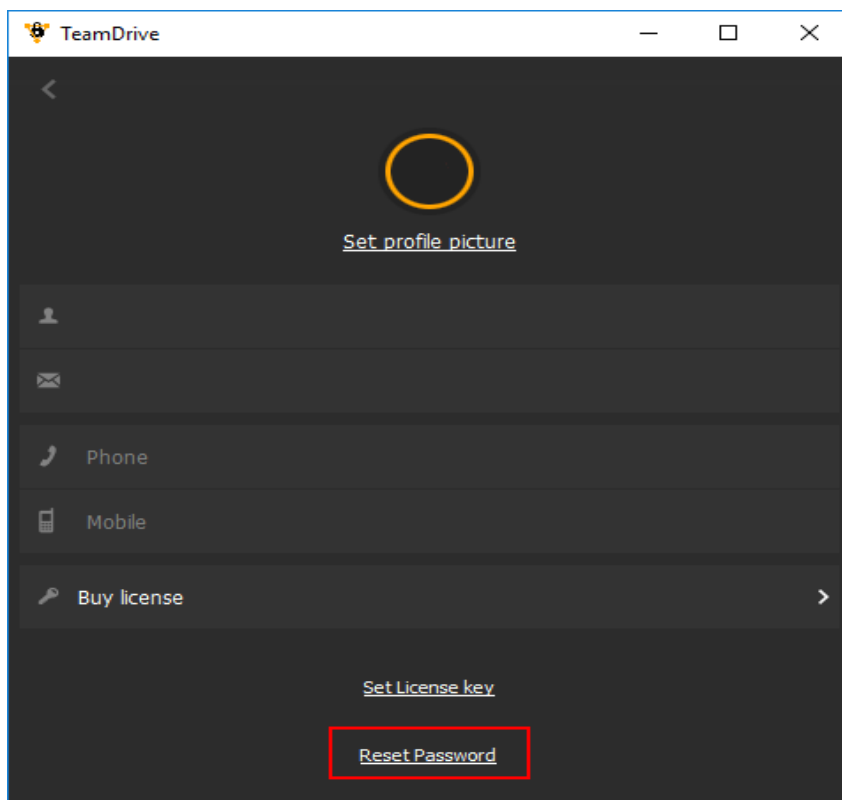 TeamDrive
Set profile picture
Phone
Mobile
Buy license
Set License key
Reset Password